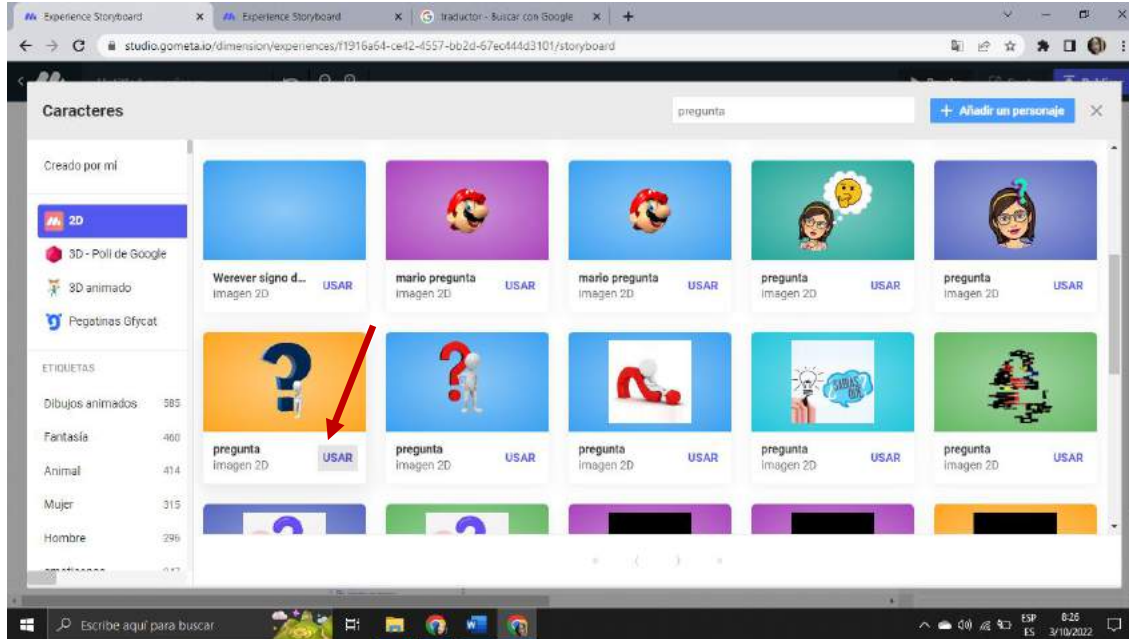 Experience Storyboard
Experience Storyboard
traductor - Buscar con Google
studio.gometa.io/dimension/experiences/f1916a64-ce42-4557-bb2d-67ec444d3101/storyboard
Caracteres
pregunta
+ Añadir un personaje
Creado por mí
2D
3D - Poli de Google
3D animado
Pegatinas Gfycat
ETIQUETAS
Dibujos animados 585
Fantasía 460
Animal 414
Mujer 315
Hombre 296
Werever signo d...
imagen 2D
USAR
mario pregunta
imagen 2D
USAR
mario pregunta
imagen 2D
USAR
pregunta
imagen 2D
USAR
pregunta
imagen 2D
USAR
pregunta
imagen 2D
USAR
pregunta
imagen 2D
USAR
pregunta
imagen 2D
USAR
SABIAS
QUE
pregunta
imagen 2D
USAR
pregunta
imagen 2D
USAR
Escribe aquí para buscar
ESP
ES
8:26
3/10/2022